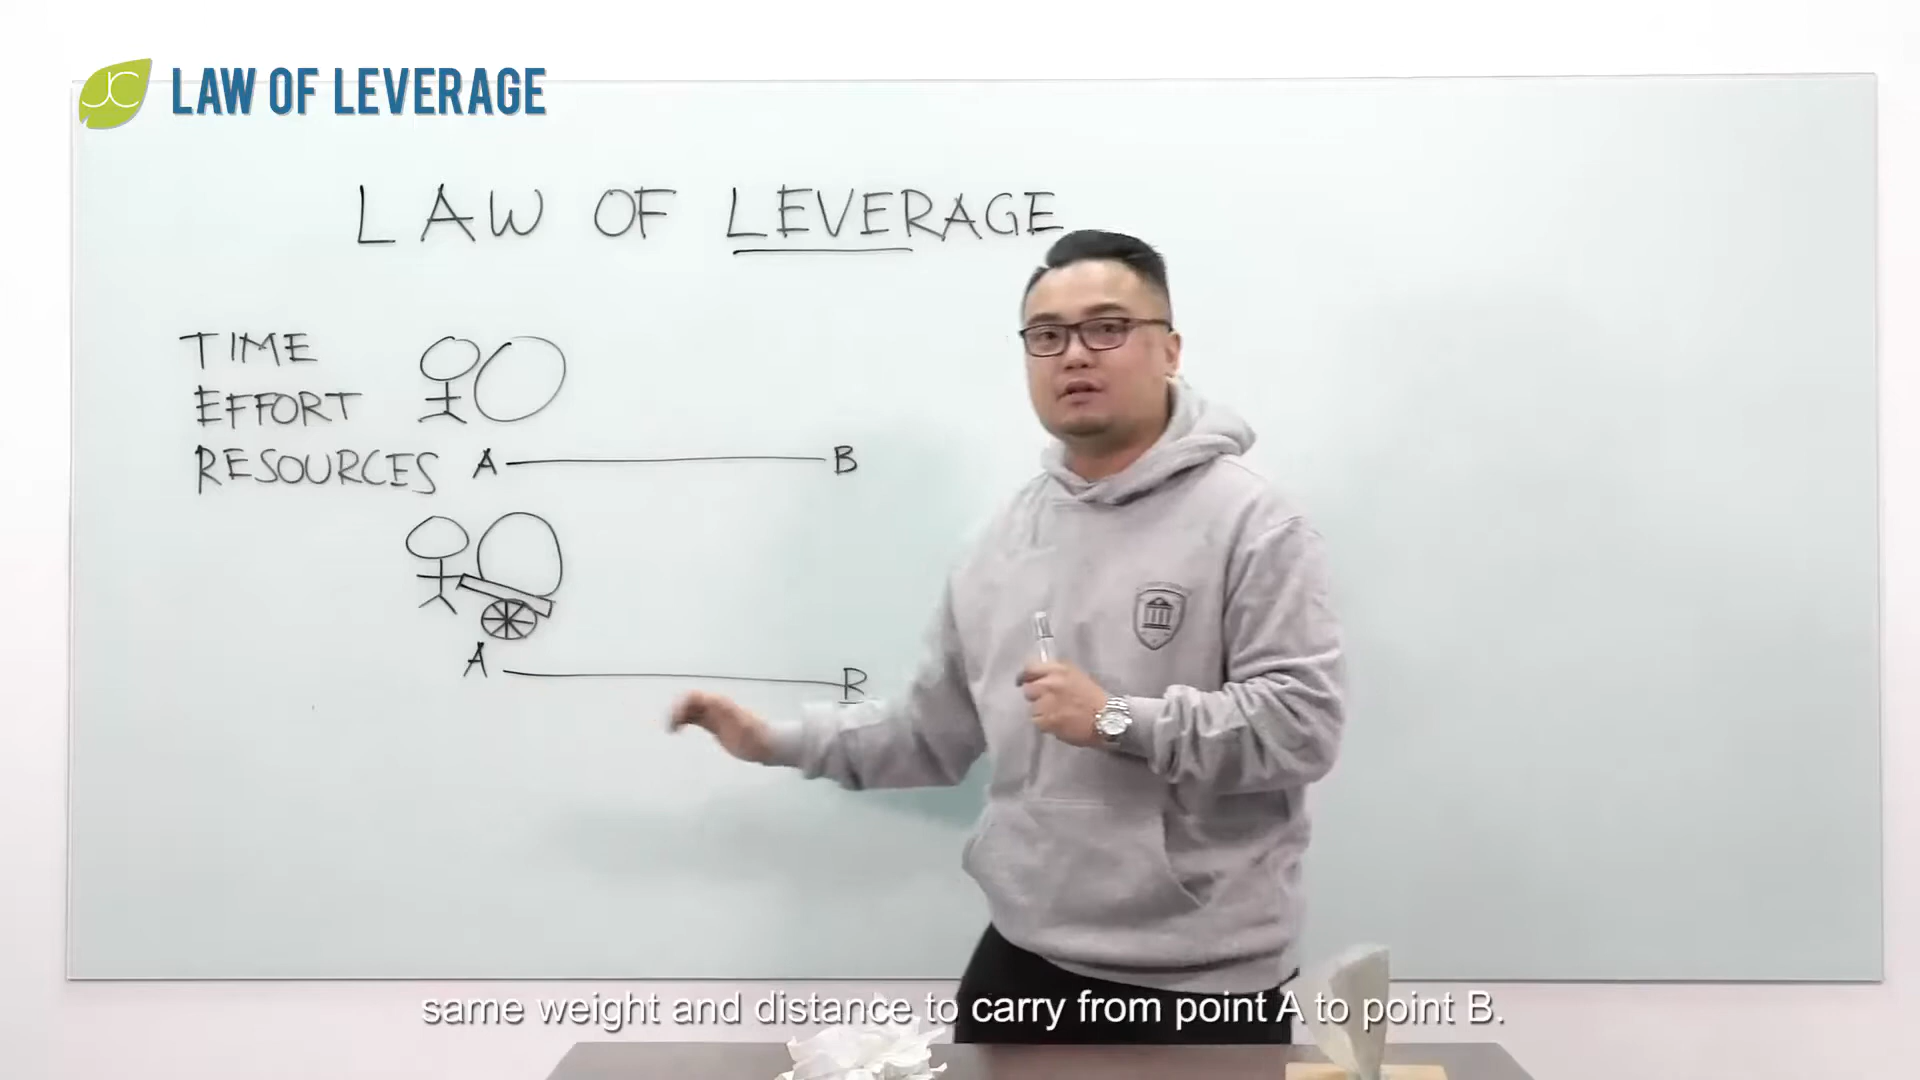 JC LAW OF LEVERAGE
LAW OF LEVERAGE
TIME
EFFORT
RESOURCES A B
A B
same weight and distance to carry from point A to point B.